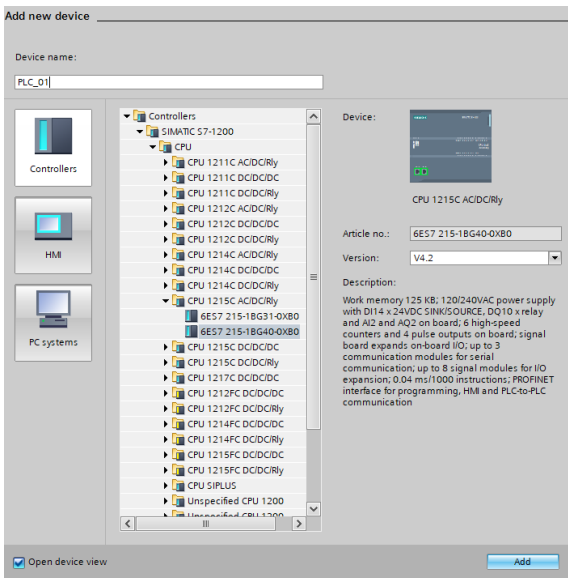 Add new device
Device name:
PLC_01
Controllers
HMI
PC systems
Controllers
SIMATIC S7-1200
CPU
CPU 1211C AC/DC/Rly
CPU 1211C DC/DC/DC
CPU 1211C DC/DC/Rly
CPU 1212C AC/DC/Rly
CPU 1212C DC/DC/DC
CPU 1212C DC/DC/Rly
CPU 1214C AC/DC/Rly
CPU 1214C DC/DC/DC
CPU 1214C DC/DC/Rly
CPU 1215C AC/DC/Rly
6ES7 215-1BG31-0XB0
6ES7 215-1BG40-0XB0
CPU 1215C DC/DC/DC
CPU 1215C DC/DC/Rly
CPU 1217C DC/DC/DC
CPU 1212FC DC/DC/DC
CPU 1212FC DC/DC/Rly
CPU 1214FC DC/DC/DC
CPU 1214FC DC/DC/Rly
CPU 1215FC DC/DC/DC
CPU 1215FC DC/DC/Rly
CPU SIPLUS
Unspecified CPU 1200
Device:
CPU 1215C AC/DC/Rly
Article no.:
6ES7 215-1BG40-0XB0
Version:
V4.2
Description:
Work memory 125 KB; 120/240VAC power supply
with DI14 x 24VDC SINK/SOURCE, DQ10 x relay
and AI2 and AQ2 on board; 6 high-speed
counters and 4 pulse outputs on board; signal
board expands on-board I/O; up to 3
communication modules for serial
communication; up to 8 signal modules for I/O
expansion; 0.04 ms/1000 instructions; PROFINET
interface for programming, HMI and PLC-to-PLC
communication
Open device view
Add